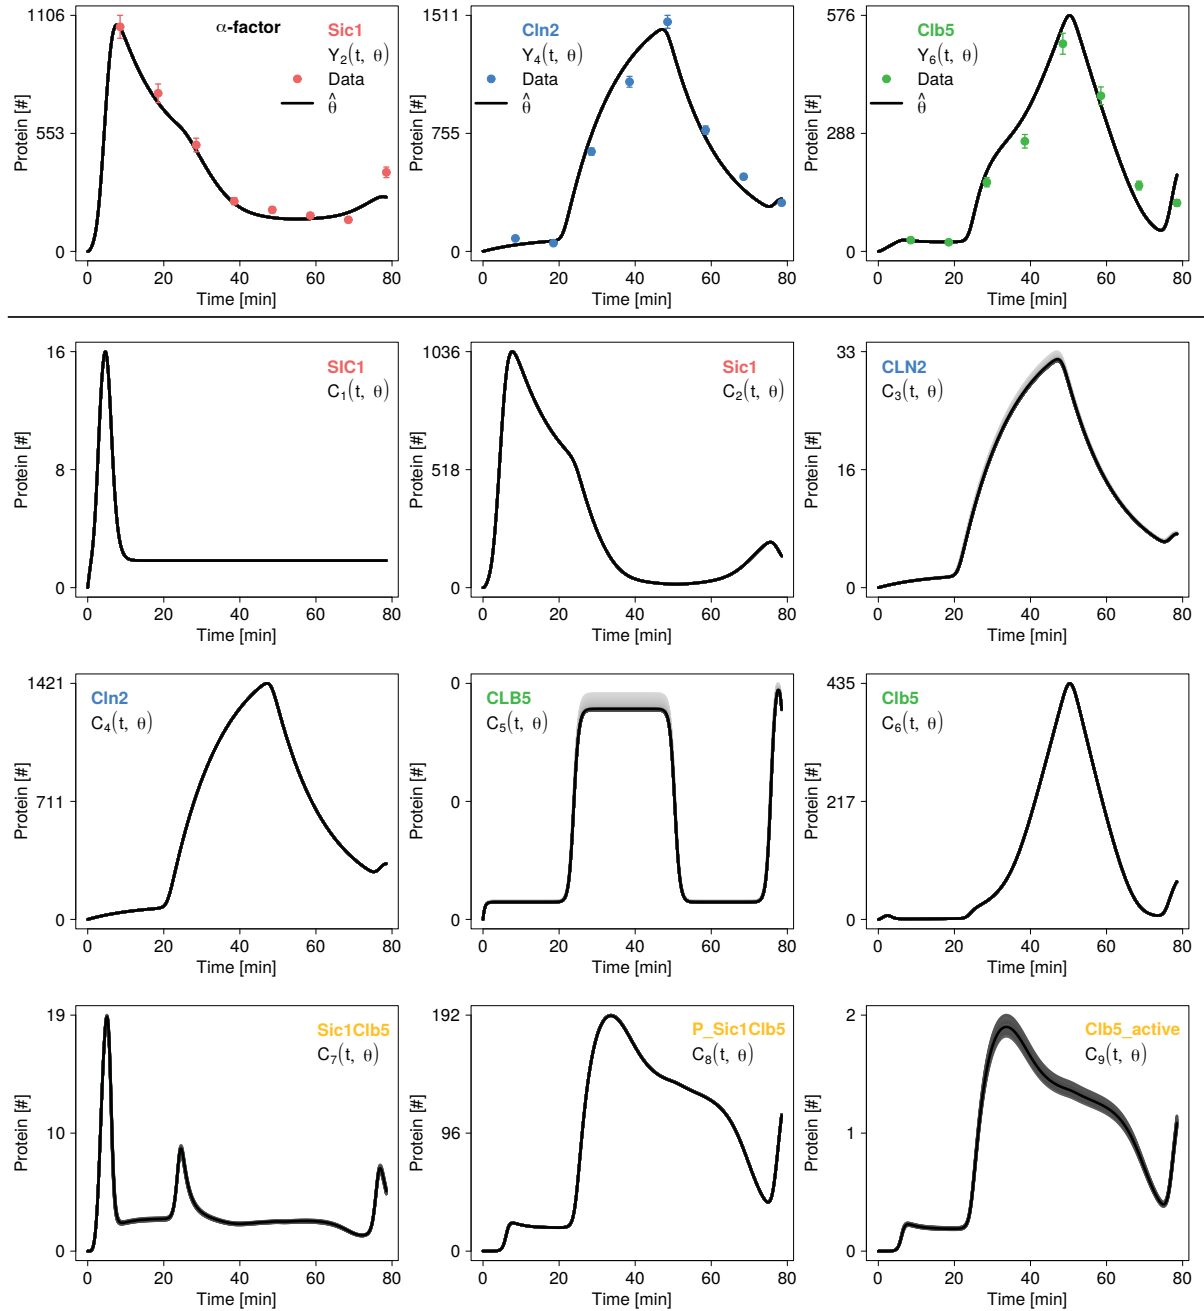 α-factor
Sic1
Y2(t, θ)
Data
θ̂
1106
553
0
Protein [#]
0 20 40 60 80
Time [min]
Cln2
Y4(t, θ)
Data
θ̂
1511
755
0
Protein [#]
0 20 40 60 80
Time [min]
Clb5
Y6(t, θ)
Data
θ̂
576
288
0
Protein [#]
0 20 40 60 80
Time [min]
SIC1
C1(t, θ)
16
8
0
Protein [#]
0 20 40 60 80
Time [min]
Sic1
C2(t, θ)
1036
518
0
Protein [#]
0 20 40 60 80
Time [min]
CLN2
C3(t, θ)
33
16
0
Protein [#]
0 20 40 60 80
Time [min]
Cln2
C4(t, θ)
1421
711
0
Protein [#]
0 20 40 60 80
Time [min]
CLB5
C5(t, θ)
0
0
0
Protein [#]
0 20 40 60 80
Time [min]
Clb5
C6(t, θ)
435
217
0
Protein [#]
0 20 40 60 80
Time [min]
Sic1Clb5
C7(t, θ)
19
10
0
Protein [#]
0 20 40 60 80
Time [min]
P_Sic1Clb5
C8(t, θ)
192
96
0
Protein [#]
0 20 40 60 80
Time [min]
Clb5_active
C9(t, θ)
2
1
0
Protein [#]
0 20 40 60 80
Time [min]